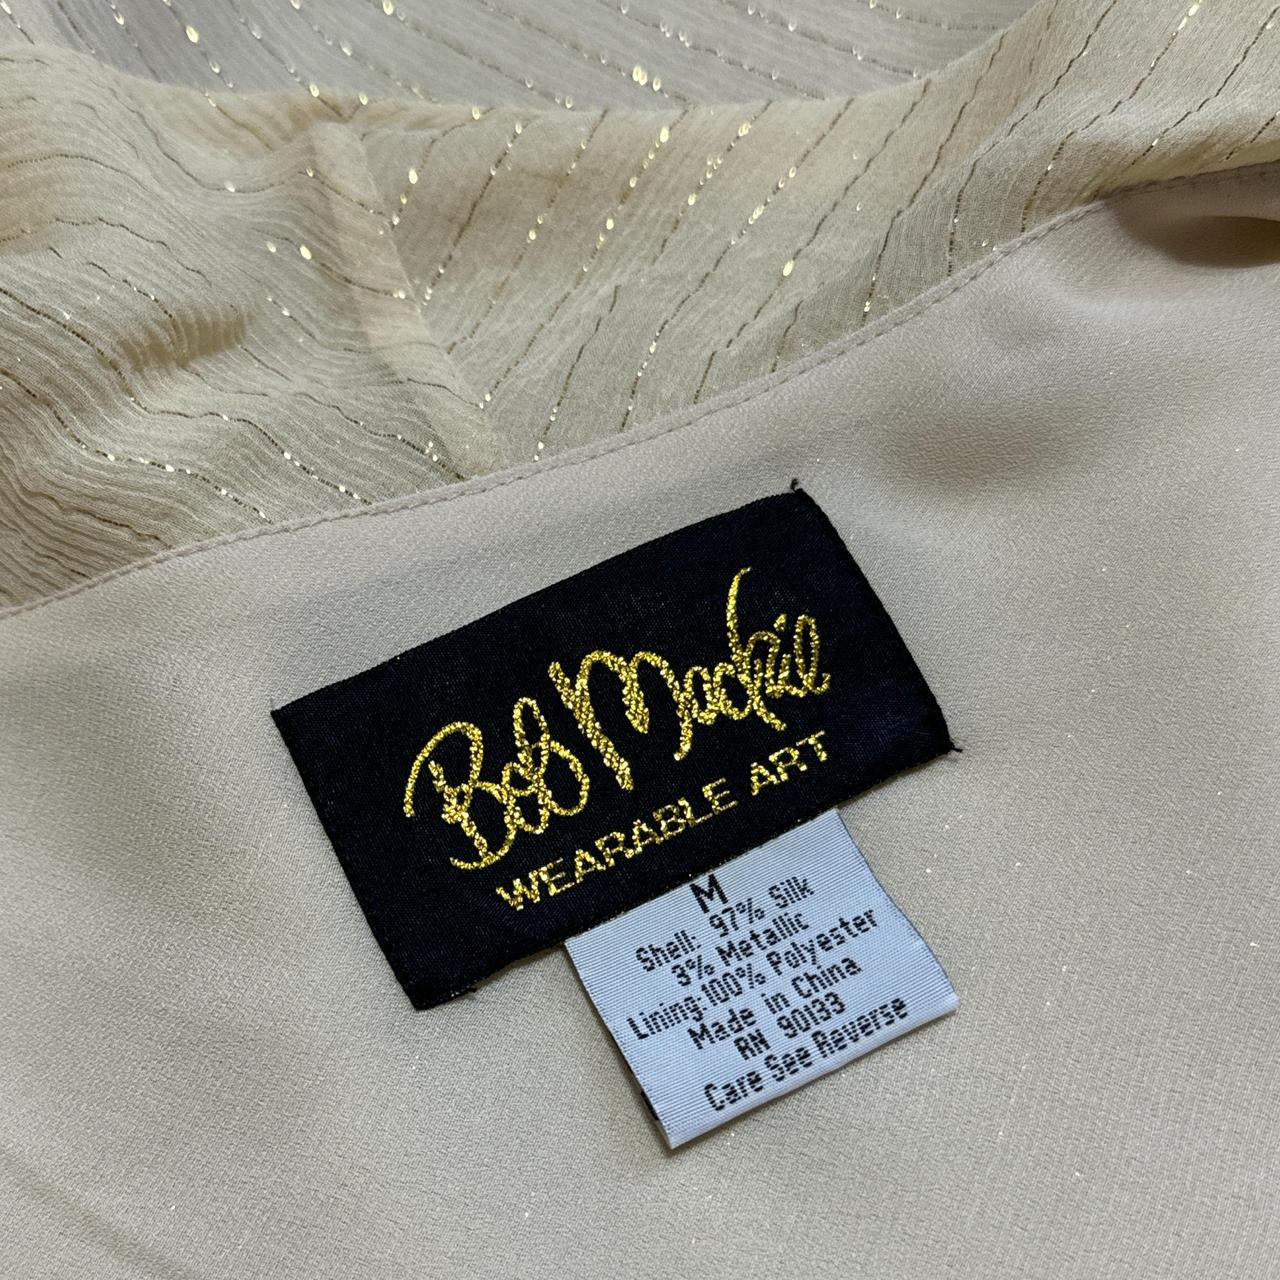 Bob Mackie
WEARABLE ART
M
Shell: 97% Silk
3% Metallic
Lining:100% Polyester
Made in China
RN 90133
Care See Reverse